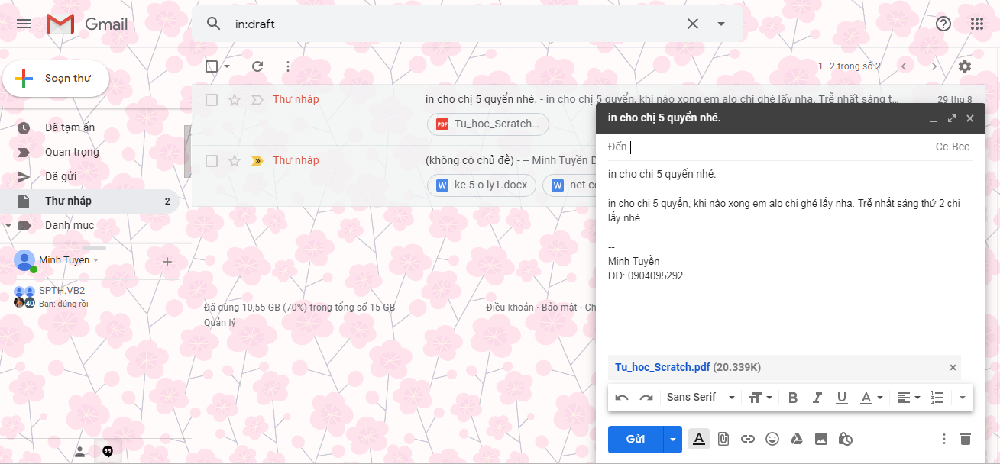 Gmail
in:draft
Soạn thư
1–2 trong số 2
Đã tạm ẩn
Quan trọng
Đã gửi
Thư nháp 2
Danh mục
Minh Tuyen
SPTH.VB2
40 Bạn: đúng rồi
Thư nháp in cho chị 5 quyển nhé. - in cho chị 5 quyển, khi nào xong em alo chị ghé lấy nha. Trễ nhất sáng t... 29 thg 8
PDF Tu_hoc_Scratch...
Thư nháp (không có chủ đề) - -- Minh Tuyền D
W ke 5 o ly1.docx W net c
Đã dùng 10,55 GB (70%) trong tổng số 15 GB
Quản lý
Điều khoản · Bảo mật · Ch
in cho chị 5 quyển nhé.
Đến Cc Bcc
in cho chị 5 quyển nhé.
in cho chị 5 quyển, khi nào xong em alo chị ghé lấy nha. Trễ nhất sáng thứ 2 chị
lấy nhé.
--
Minh Tuyền
DĐ: 0904095292
Tu_hoc_Scratch.pdf (20.339K)
Sans Serif
Gửi